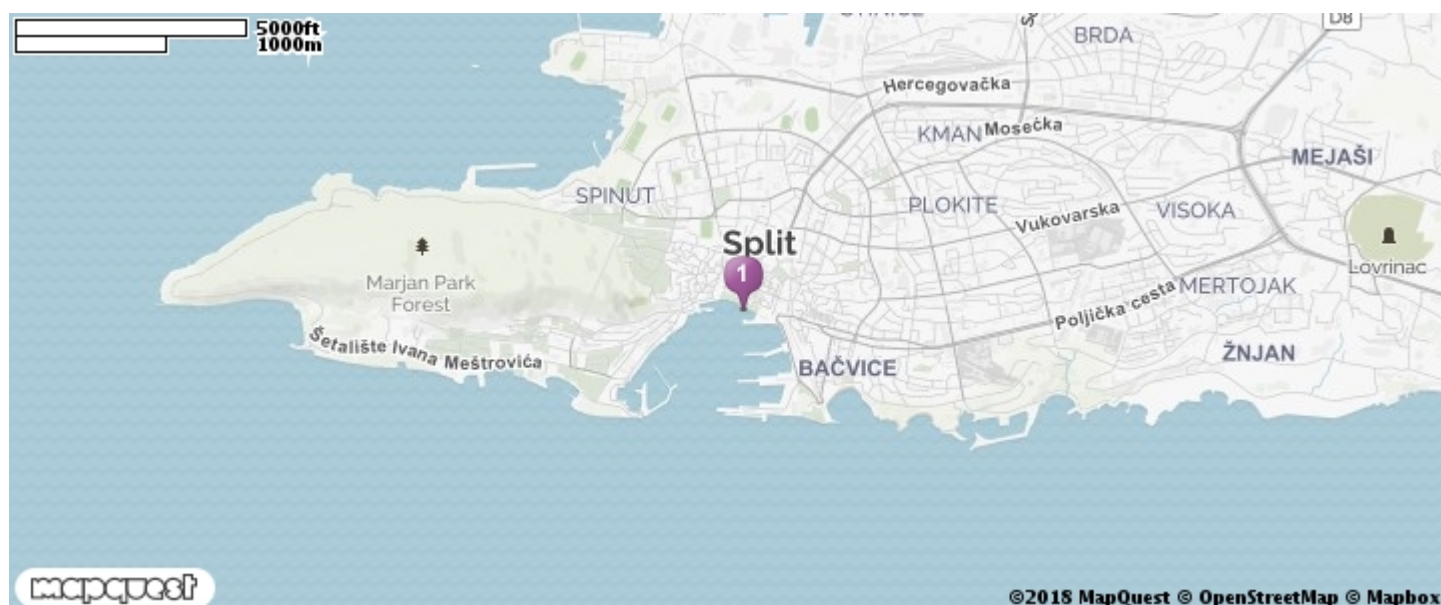 5000ft
1000m
D8
BRDA
Hercegovačka
KMAN
Mosećka
MEJAŠI
SPINUT
PLOKITE
Vukovarska
VISOKA
Split
1
Marjan Park
Forest
Lovrinac
MERTOJAK
Poljička cesta
Šetalište Ivana Meštrovića
BAČVICE
ŽNJAN
mapquest
©2018 MapQuest © OpenStreetMap © Mapbox